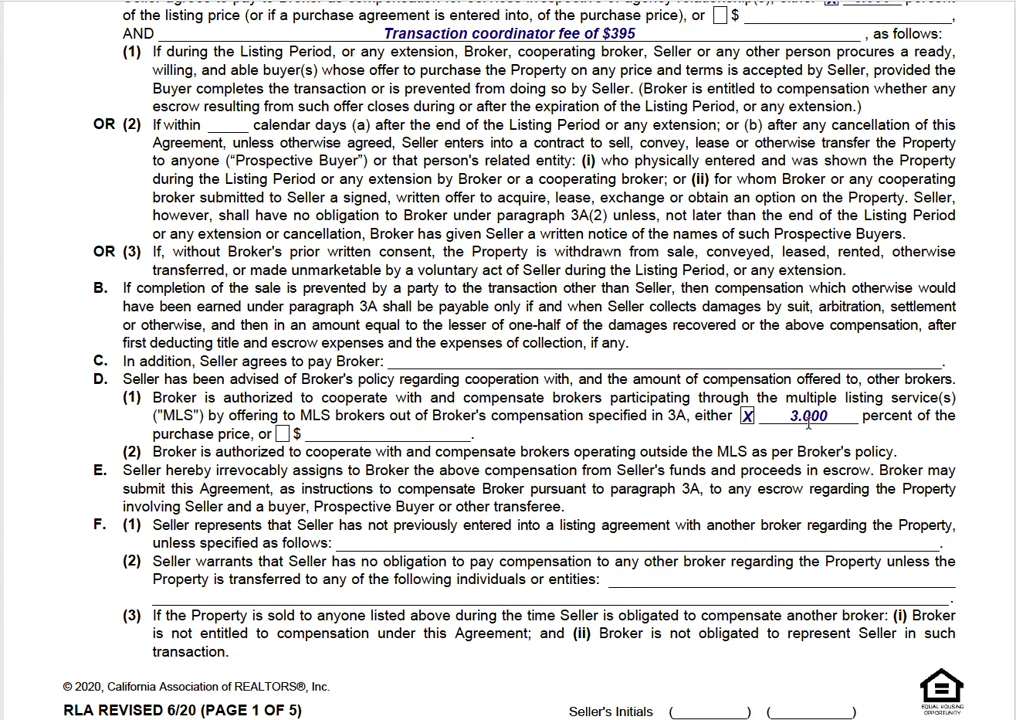 of the listing price (or if a purchase agreement is entered into, of the purchase price), or $ ,
AND Transaction coordinator fee of $395 , as follows:
(1) If during the Listing Period, or any extension, Broker, cooperating broker, Seller or any other person procures a ready,
willing, and able buyer(s) whose offer to purchase the Property on any price and terms is accepted by Seller, provided the
Buyer completes the transaction or is prevented from doing so by Seller. (Broker is entitled to compensation whether any
escrow resulting from such offer closes during or after the expiration of the Listing Period, or any extension.)
OR (2) If within _____ calendar days (a) after the end of the Listing Period or any extension; or (b) after any cancellation of this
Agreement, unless otherwise agreed, Seller enters into a contract to sell, convey, lease or otherwise transfer the Property
to anyone (“Prospective Buyer”) or that person's related entity: (i) who physically entered and was shown the Property
during the Listing Period or any extension by Broker or a cooperating broker; or (ii) for whom Broker or any cooperating
broker submitted to Seller a signed, written offer to acquire, lease, exchange or obtain an option on the Property. Seller,
however, shall have no obligation to Broker under paragraph 3A(2) unless, not later than the end of the Listing Period
or any extension or cancellation, Broker has given Seller a written notice of the names of such Prospective Buyers.
OR (3) If, without Broker's prior written consent, the Property is withdrawn from sale, conveyed, leased, rented, otherwise
transferred, or made unmarketable by a voluntary act of Seller during the Listing Period, or any extension.
B. If completion of the sale is prevented by a party to the transaction other than Seller, then compensation which otherwise would
have been earned under paragraph 3A shall be payable only if and when Seller collects damages by suit, arbitration, settlement
or otherwise, and then in an amount equal to the lesser of one-half of the damages recovered or the above compensation, after
first deducting title and escrow expenses and the expenses of collection, if any.
C. In addition, Seller agrees to pay Broker: .
D. Seller has been advised of Broker's policy regarding cooperation with, and the amount of compensation offered to, other brokers.
(1) Broker is authorized to cooperate with and compensate brokers participating through the multiple listing service(s)
("MLS") by offering to MLS brokers out of Broker's compensation specified in 3A, either X 3.000 percent of the
purchase price, or $ .
(2) Broker is authorized to cooperate with and compensate brokers operating outside the MLS as per Broker's policy.
E. Seller hereby irrevocably assigns to Broker the above compensation from Seller's funds and proceeds in escrow. Broker may
submit this Agreement, as instructions to compensate Broker pursuant to paragraph 3A, to any escrow regarding the Property
involving Seller and a buyer, Prospective Buyer or other transferee.
F. (1) Seller represents that Seller has not previously entered into a listing agreement with another broker regarding the Property,
unless specified as follows: .
(2) Seller warrants that Seller has no obligation to pay compensation to any other broker regarding the Property unless the
Property is transferred to any of the following individuals or entities:
.
(3) If the Property is sold to anyone listed above during the time Seller is obligated to compensate another broker: (i) Broker
is not entitled to compensation under this Agreement; and (ii) Broker is not obligated to represent Seller in such
transaction.
© 2020, California Association of REALTORS®, Inc.
RLA REVISED 6/20 (PAGE 1 OF 5) Seller's Initials ( ) ( )
EQUAL HOUSING
OPPORTUNITY